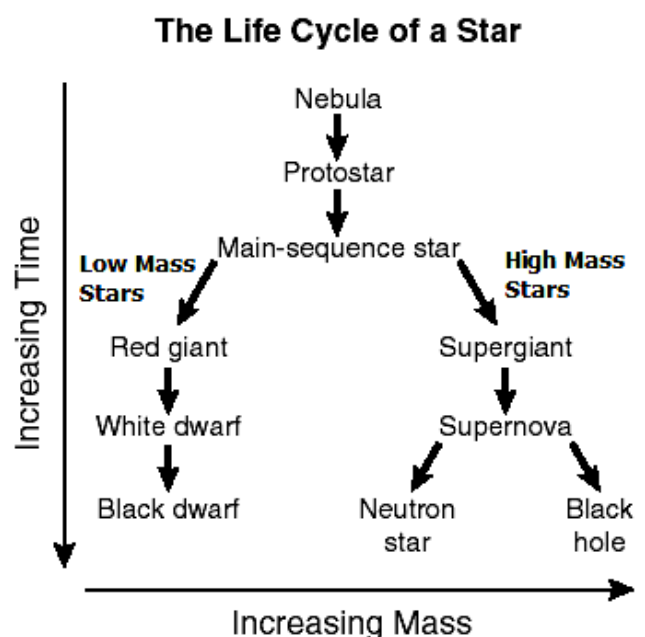 The Life Cycle of a Star
Nebula
Protostar
Main-sequence star
Low Mass
Stars
High Mass
Stars
Red giant
Supergiant
White dwarf
Supernova
Black dwarf
Neutron
star
Black
hole
Increasing Time
Increasing Mass